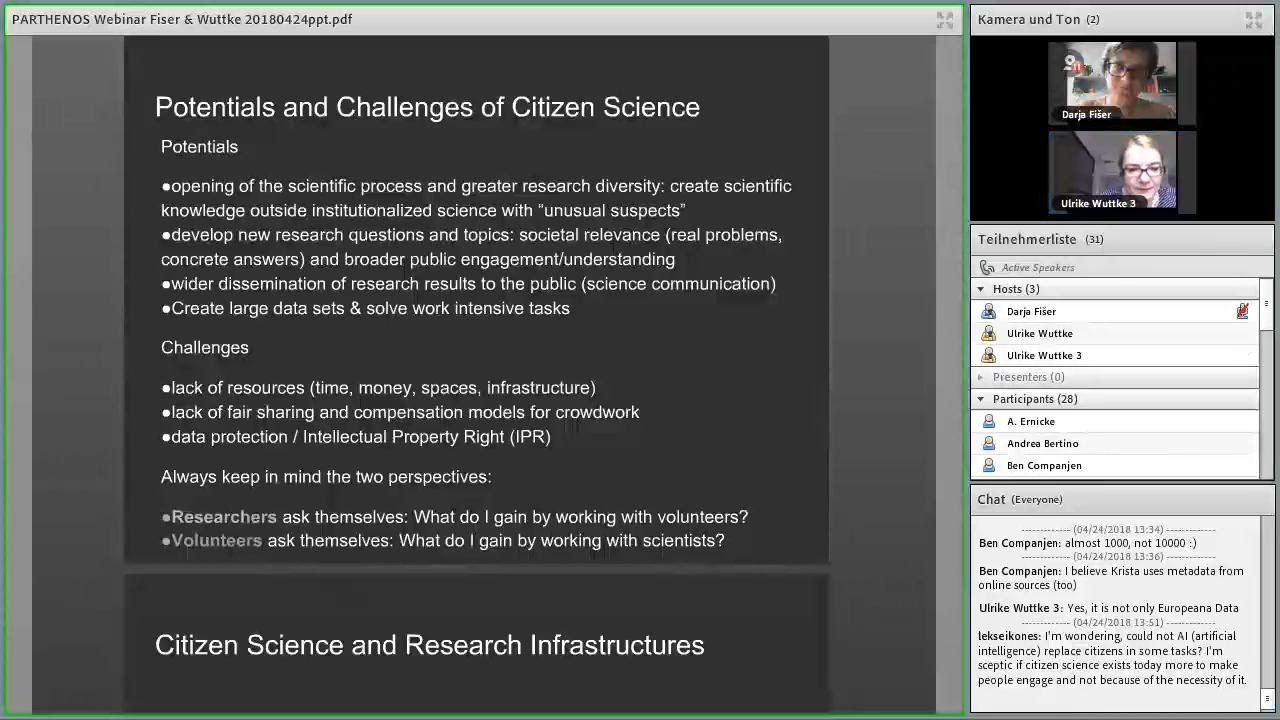 PARTHENOS Webinar Fiser & Wuttke 20180424ppt.pdf
Potentials and Challenges of Citizen Science
Potentials
●opening of the scientific process and greater research diversity: create scientific
knowledge outside institutionalized science with “unusual suspects”
●develop new research questions and topics: societal relevance (real problems,
concrete answers) and broader public engagement/understanding
●wider dissemination of research results to the public (science communication)
●Create large data sets & solve work intensive tasks
Challenges
●lack of resources (time, money, spaces, infrastructure)
●lack of fair sharing and compensation models for crowdwork
●data protection / Intellectual Property Right (IPR)
Always keep in mind the two perspectives:
●Researchers ask themselves: What do I gain by working with volunteers?
●Volunteers ask themselves: What do I gain by working with scientists?
Citizen Science and Research Infrastructures
Kamera und Ton (2)
Darja Fišer
Ulrike Wuttke 3
Teilnehmerliste (31)
Active Speakers
Hosts (3)
Darja Fišer
Ulrike Wuttke
Ulrike Wuttke 3
Presenters (0)
Participants (28)
A. Ernicke
Andrea Bertino
Ben Companjen
Chat (Everyone)
------------- (04/24/2018 13:34) -------------
Ben Companjen: almost 1000, not 10000 :)
------------- (04/24/2018 13:36) -------------
Ben Companjen: I believe Krista uses metadata from
online sources (too)
Ulrike Wuttke 3: Yes, it is not only Europeana Data
------------- (04/24/2018 13:51) -------------
lekseikones: I'm wondering, could not AI (artificial
intelligence) replace citizens in some tasks? I'm
sceptic if citizen science exists today more to make
people engage and not because of the necessity of it.